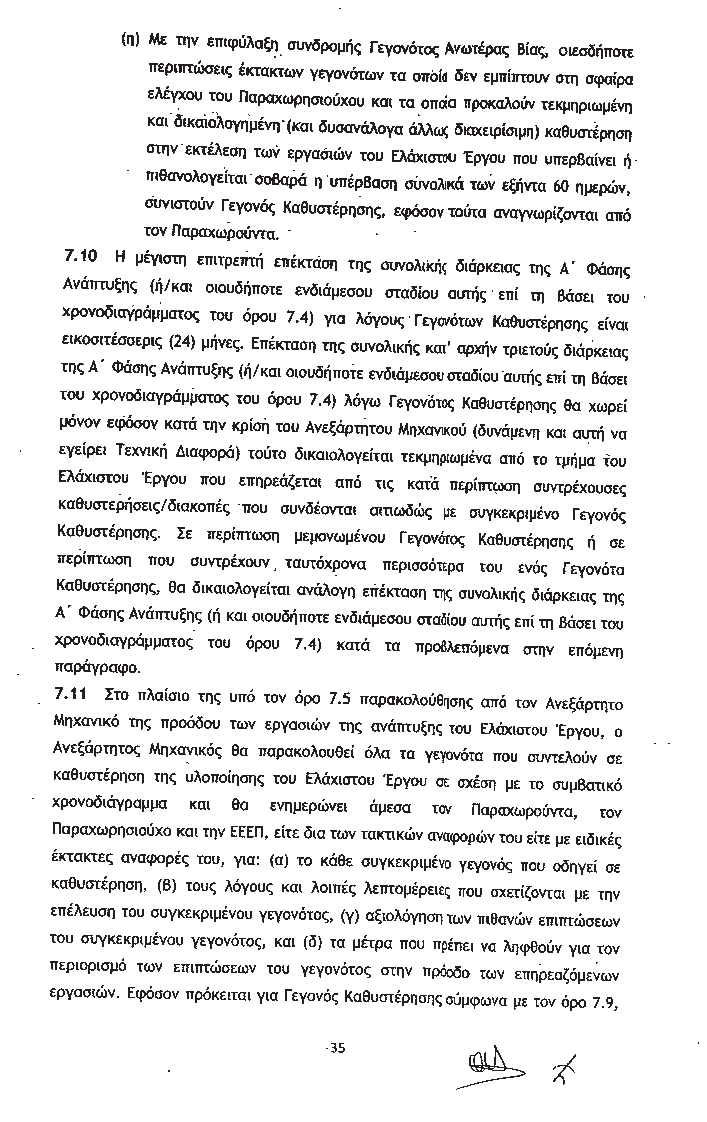 (η) Με την επιφύλαξη συνδρομής Γεγονότος Ανωτέρας Βίας, οιεσδήποτε
περιπτώσεις έκτακτων γεγονότων τα οποία δεν εμπίπτουν στη σφαίρα
ελέγχου του Παραχωρησιούχου και τα οποία προκαλούν τεκμηριωμένη
και δικαιολογημένη (και δυσανάλογα άλλως διαχειρίσιμη) καθυστέρηση
στην εκτέλεση των εργασιών του Ελάχιστου Έργου που υπερβαίνει ή
πιθανολογείται σοβαρά η υπέρβαση συνολικά των εξήντα 60 ημερών,
συνιστούν Γεγονός Καθυστέρησης, εφόσον τούτα αναγνωρίζονται από
τον Παραχωρούντα.
7.10 Η μέγιστη επιτρεπτή επέκταση της συνολικής διάρκειας της Α΄ Φάσης
Ανάπτυξης (ή/και οιουδήποτε ενδιάμεσου σταδίου αυτής επί τη βάσει του
χρονοδιαγράμματος του όρου 7.4) για λόγους Γεγονότων Καθυστέρησης είναι
εικοσιτέσσερις (24) μήνες. Επέκταση της συνολικής κατ' αρχήν τριετούς διάρκειας
της Α΄ Φάσης Ανάπτυξης (ή/και οιουδήποτε ενδιάμεσου σταδίου αυτής επί τη βάσει
του χρονοδιαγράμματος του όρου 7.4) λόγω Γεγονότος Καθυστέρησης θα χωρεί
μόνον εφόσον κατά την κρίση του Ανεξάρτητου Μηχανικού (δυνάμενη και αυτή να
εγείρει Τεχνική Διαφορά) τούτο δικαιολογείται τεκμηριωμένα από το τμήμα του
Ελάχιστου Έργου που επηρεάζεται από τις κατά περίπτωση συντρέχουσες
καθυστερήσεις/διακοπές που συνδέονται αιτιωδώς με συγκεκριμένο Γεγονός
Καθυστέρησης. Σε περίπτωση μεμονωμένου Γεγονότος Καθυστέρησης ή σε
περίπτωση που συντρέχουν ταυτόχρονα περισσότερα του ενός Γεγονότα
Καθυστέρησης, θα δικαιολογείται ανάλογη επέκταση της συνολικής διάρκειας της
Α΄ Φάσης Ανάπτυξης (ή και οιουδήποτε ενδιάμεσου σταδίου αυτής επί τη βάσει του
χρονοδιαγράμματος του όρου 7.4) κατά τα προβλεπόμενα στην επόμενη
παράγραφο.
7.11 Στο πλαίσιο της υπό τον όρο 7.5 παρακολούθησης από τον Ανεξάρτητο
Μηχανικό της προόδου των εργασιών της ανάπτυξης του Ελάχιστου Έργου, ο
Ανεξάρτητος Μηχανικός θα παρακολουθεί όλα τα γεγονότα που συντελούν σε
καθυστέρηση της υλοποίησης του Ελάχιστου Έργου σε σχέση με το συμβατικό
χρονοδιάγραμμα και θα ενημερώνει άμεσα τον Παραχωρούντα, τον
Παραχωρησιούχο και την ΕΕΕΠ, είτε δια των τακτικών αναφορών του είτε με ειδικές
έκτακτες αναφορές του, για: (α) το κάθε συγκεκριμένο γεγονός που οδηγεί σε
καθυστέρηση, (β) τους λόγους και λοιπές λεπτομέρειες που σχετίζονται με την
επέλευση του συγκεκριμένου γεγονότος, (γ) αξιολόγηση των πιθανών επιπτώσεων
του συγκεκριμένου γεγονότος, και (δ) τα μέτρα που πρέπει να ληφθούν για τον
περιορισμό των επιπτώσεων του γεγονότος στην πρόοδο των επηρεαζόμενων
εργασιών. Εφόσον πρόκειται για Γεγονός Καθυστέρησης σύμφωνα με τον όρο 7.9,
35